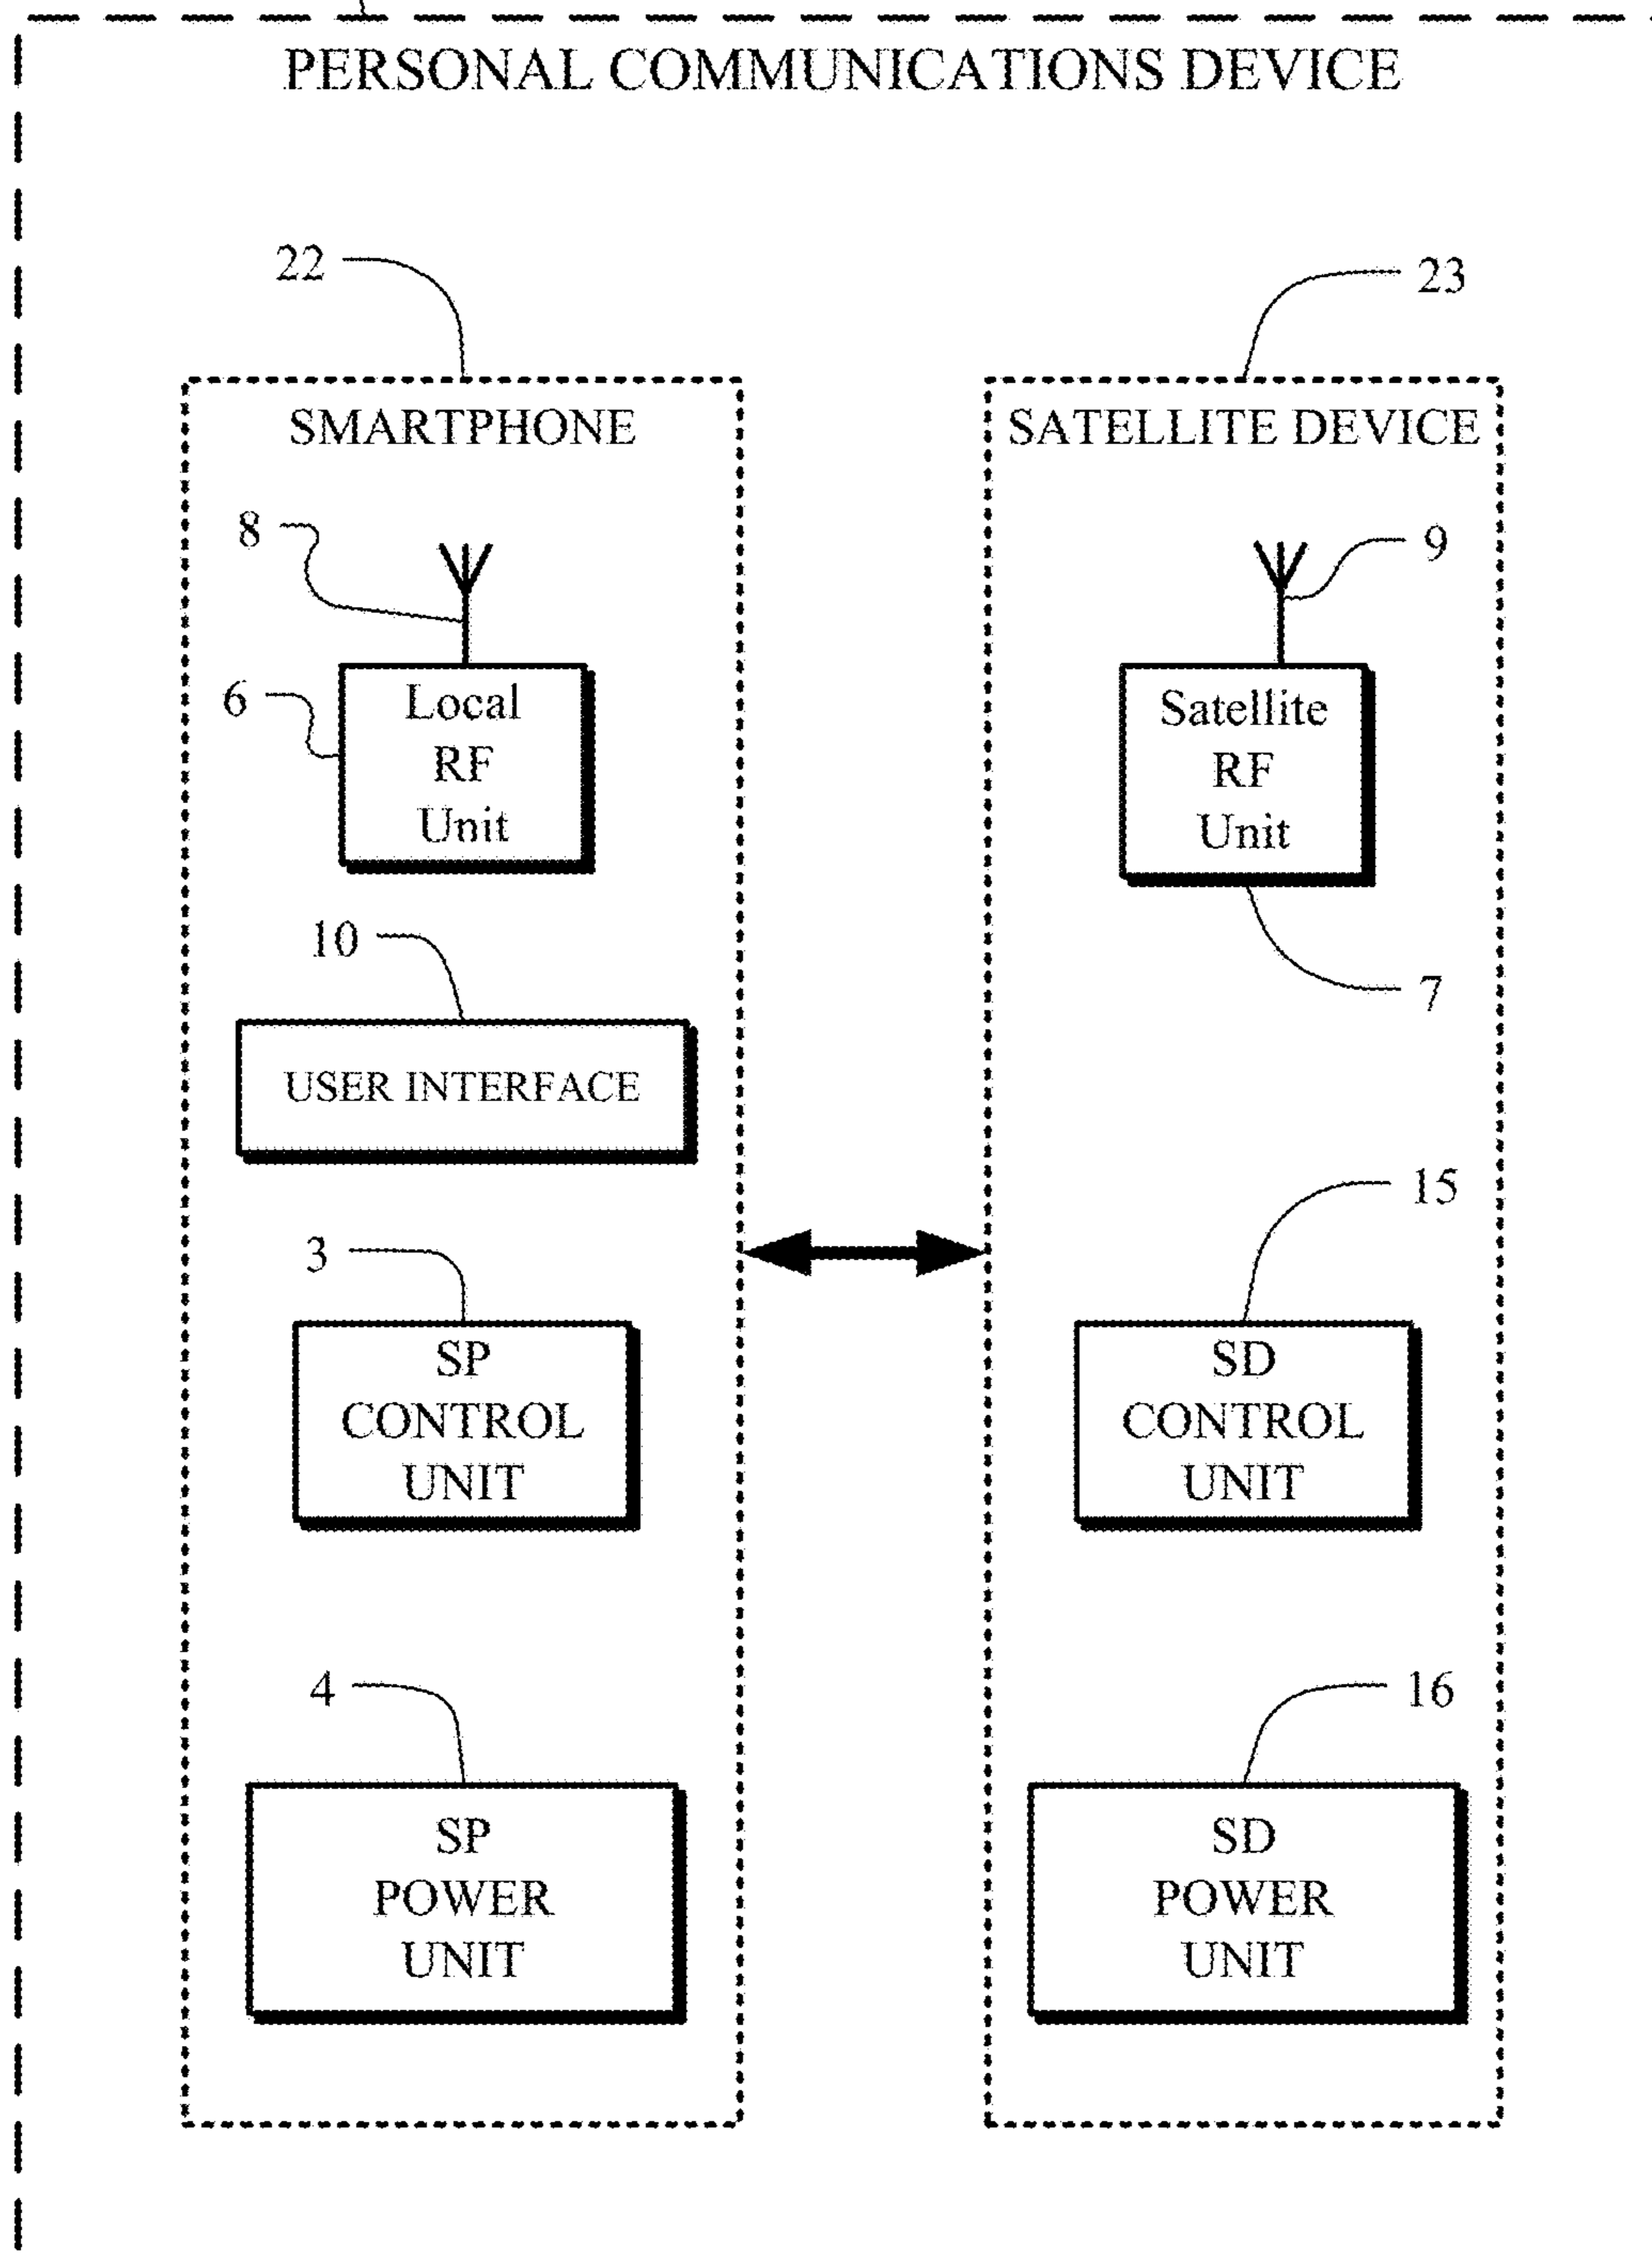 PERSONAL COMMUNICATIONS DEVICE
22
23
SMARTPHONE
SATELLITE DEVICE
8
9
6
Local
RF
Unit
Satellite
RF
Unit
10
7
USER INTERFACE
15
3
SP
CONTROL
UNIT
SD
CONTROL
UNIT
4
16
SP
POWER
UNIT
SD
POWER
UNIT